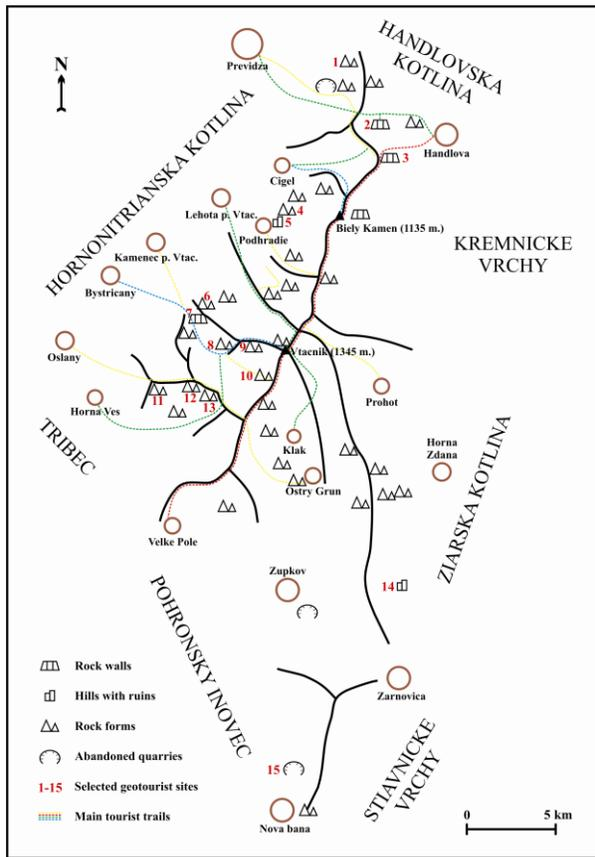 N
HANDLOVSKA
KOTLINA
Previdza
1
2
3
Handlova
HORNONITRIANSKA KOTLINA
Cigel
Lehota p. Vtac.
4
5
Podhradie
Biely Kamen (1135 m.)
KREMNICKE
VRCHY
Kamenec p. Vtac.
Bystricany
6
7
8
9
Vtacnik (1345 m.)
Oslany
10
Prohot
Horna Ves
11
12
13
TRIBEC
Klak
Ostry Grun
Horna
Zdana
ZIARSKA KOTLINA
Velke Pole
Zupkov
14
POHRONSKY INOVEC
Zarnovica
STIAVNICKE
VRCHY
15
Nova bana
Rock walls
Hills with ruins
Rock forms
Abandoned quarries
1-15 Selected geotourist sites
Main tourist trails
0 5 km